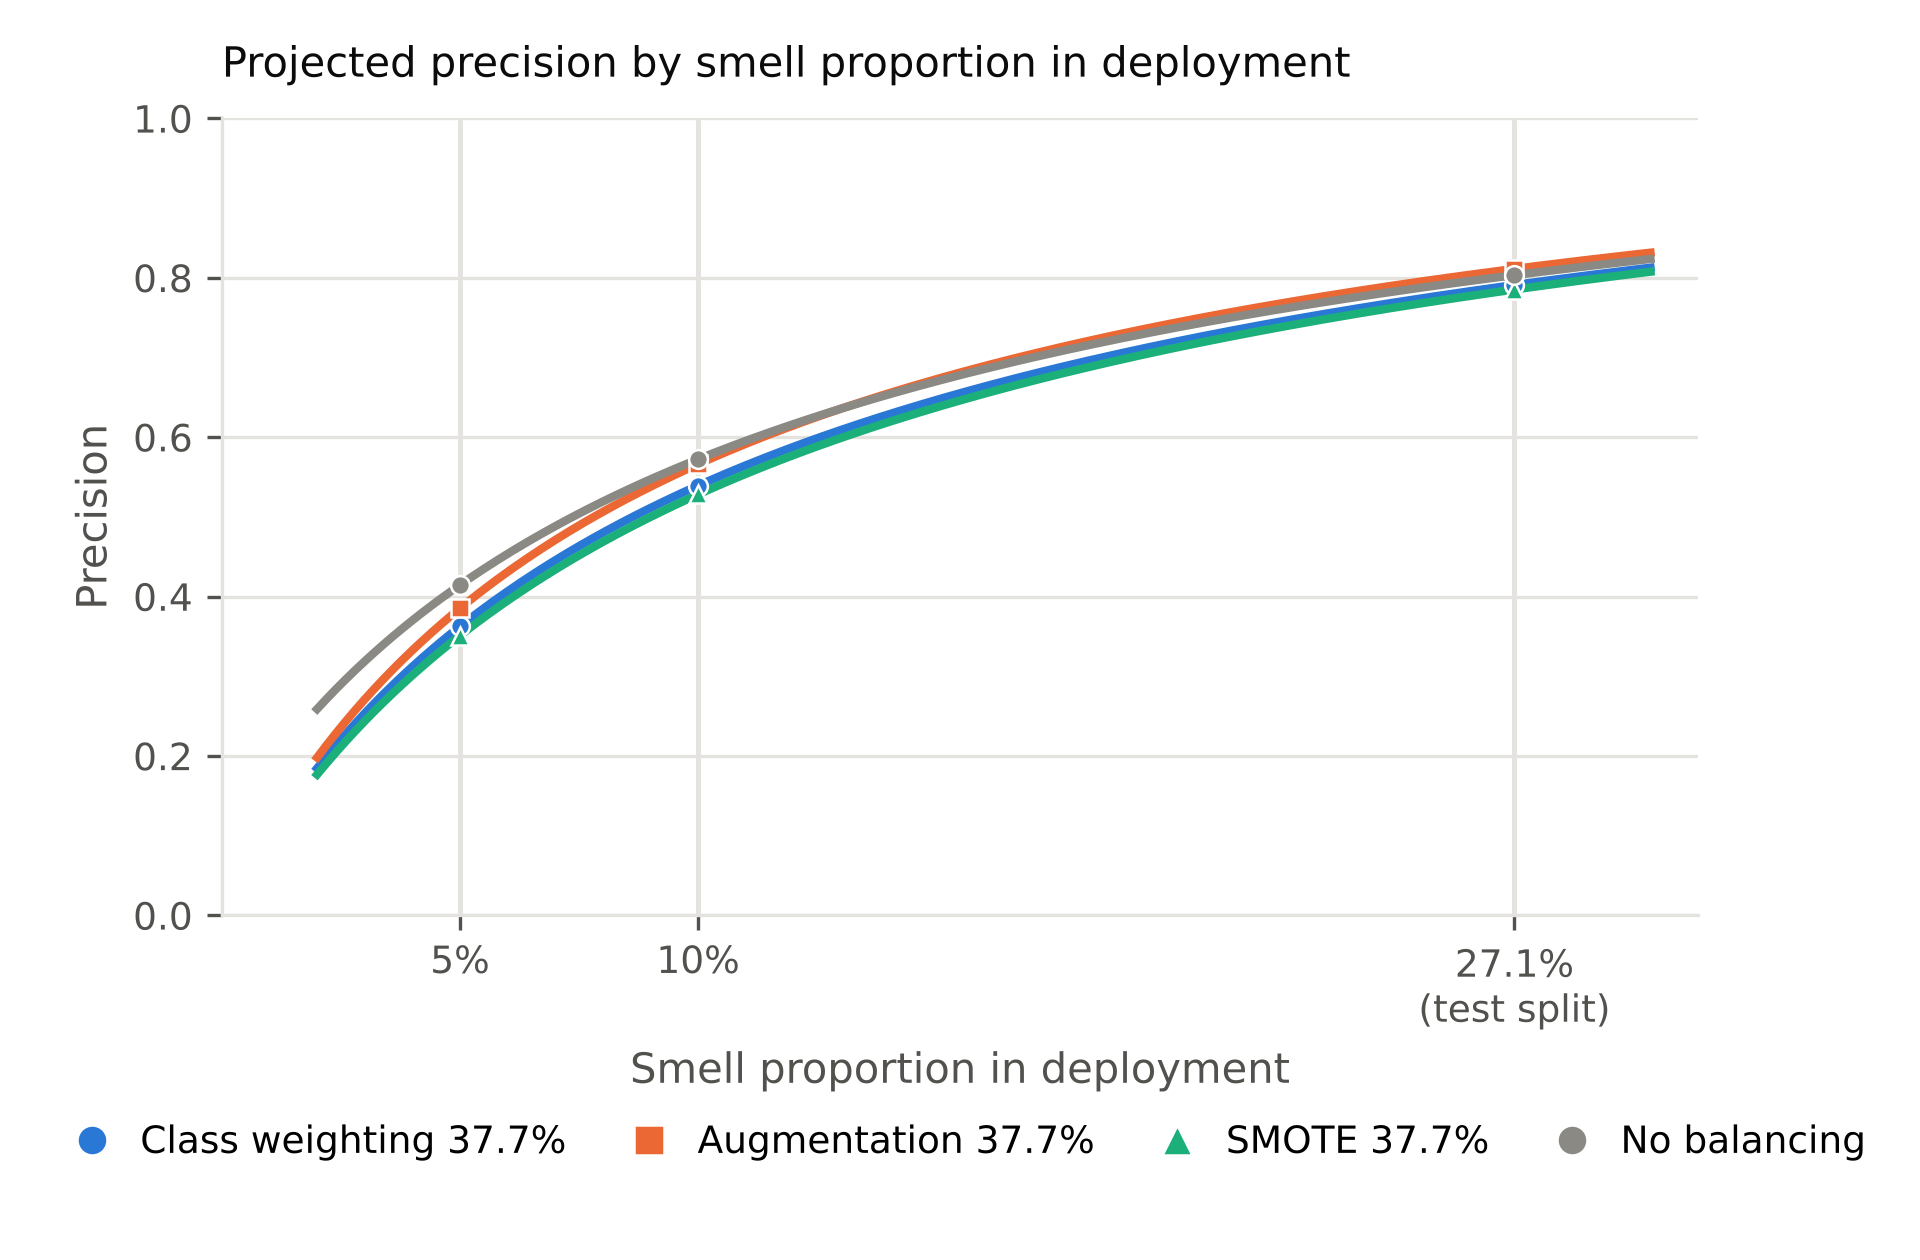 Projected precision by smell proportion in deployment
1.0
0.8
0.6
0.4
0.2
0.0
Precision
5%
10%
27.1%
(test split)
Smell proportion in deployment
Class weighting 37.7%
Augmentation 37.7%
SMOTE 37.7%
No balancing